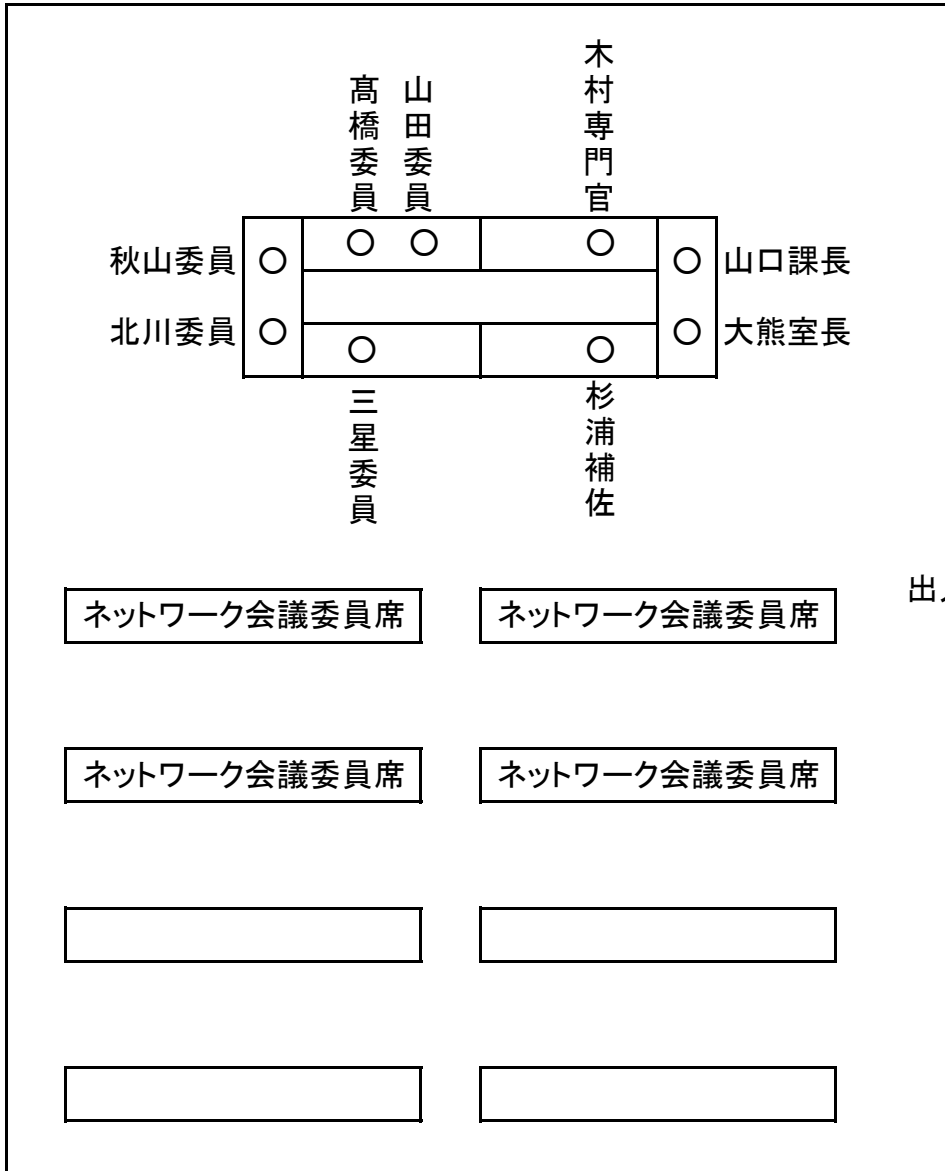 髙橋委員
山田委員
木村専門官
秋山委員
山口課長
北川委員
大熊室長
三星委員
杉浦補佐
ネットワーク会議委員席
ネットワーク会議委員席
出
ネットワーク会議委員席
ネットワーク会議委員席